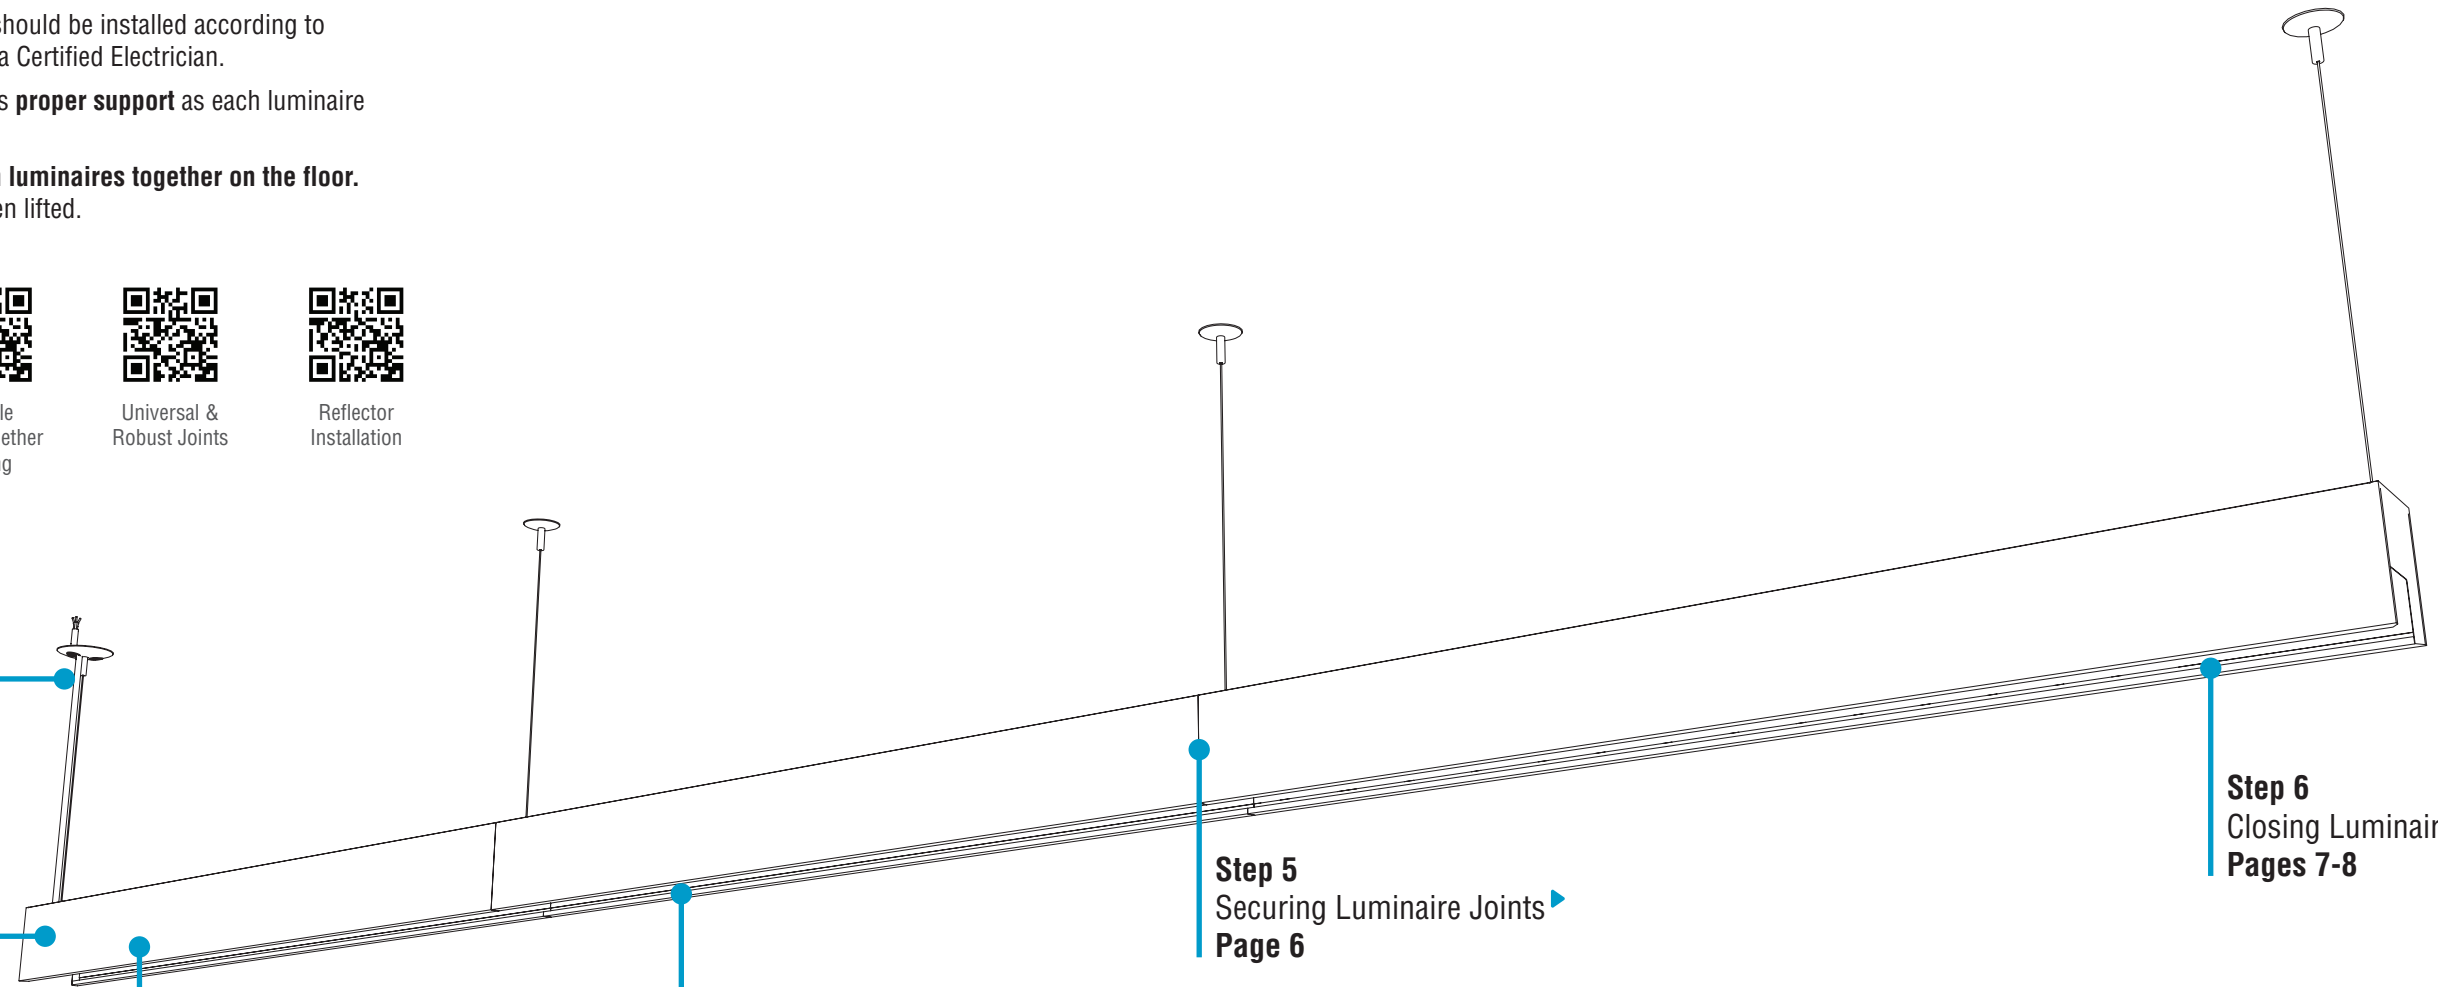 should be installed according to
a Certified Electrician.
s proper support as each luminaire
luminaires together on the floor.
en lifted.
le
ether
g
Universal &
Robust Joints
Reflector
Installation
Step 5
Securing Luminaire Joints
Page 6
Step 6
Closing Luminair
Pages 7-8